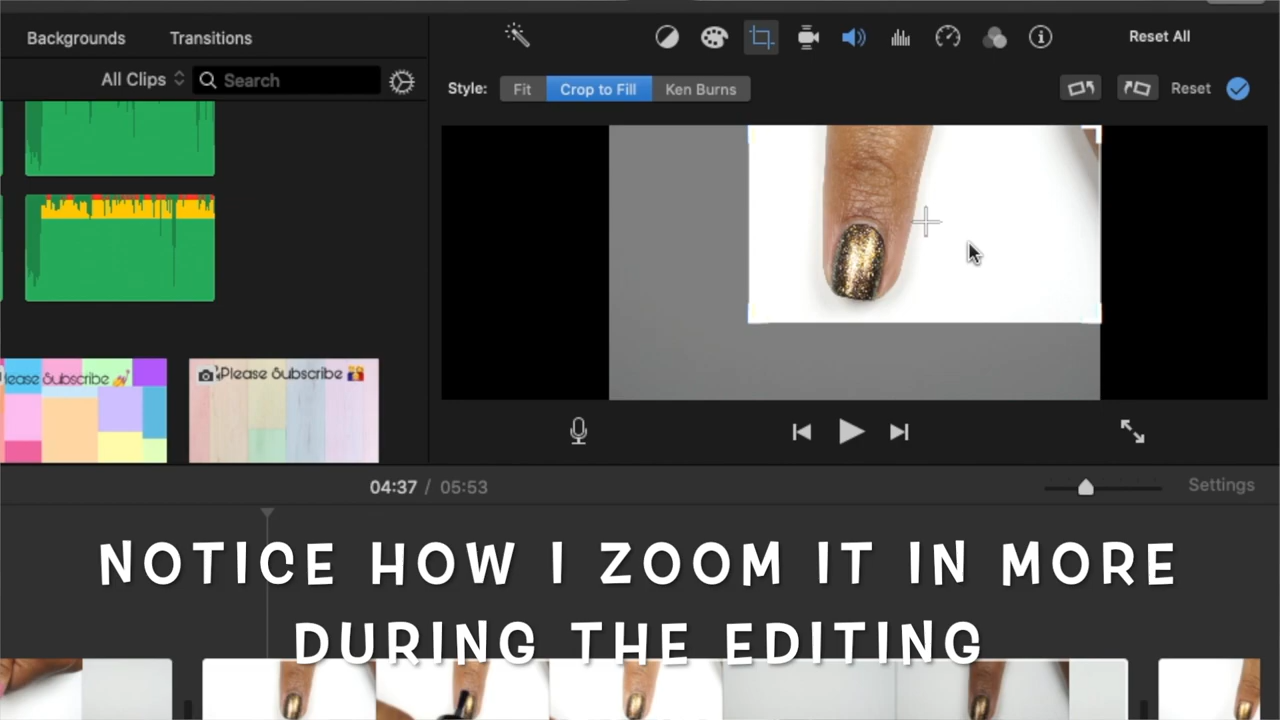 Backgrounds Transitions
Reset All
All Clips Search
Style: Fit Crop to Fill Ken Burns Reset
lease Subscribe
Please Subscribe
04:37 / 05:53
Settings
NOTICE HOW I ZOOM IT IN MORE
DURING THE EDITING